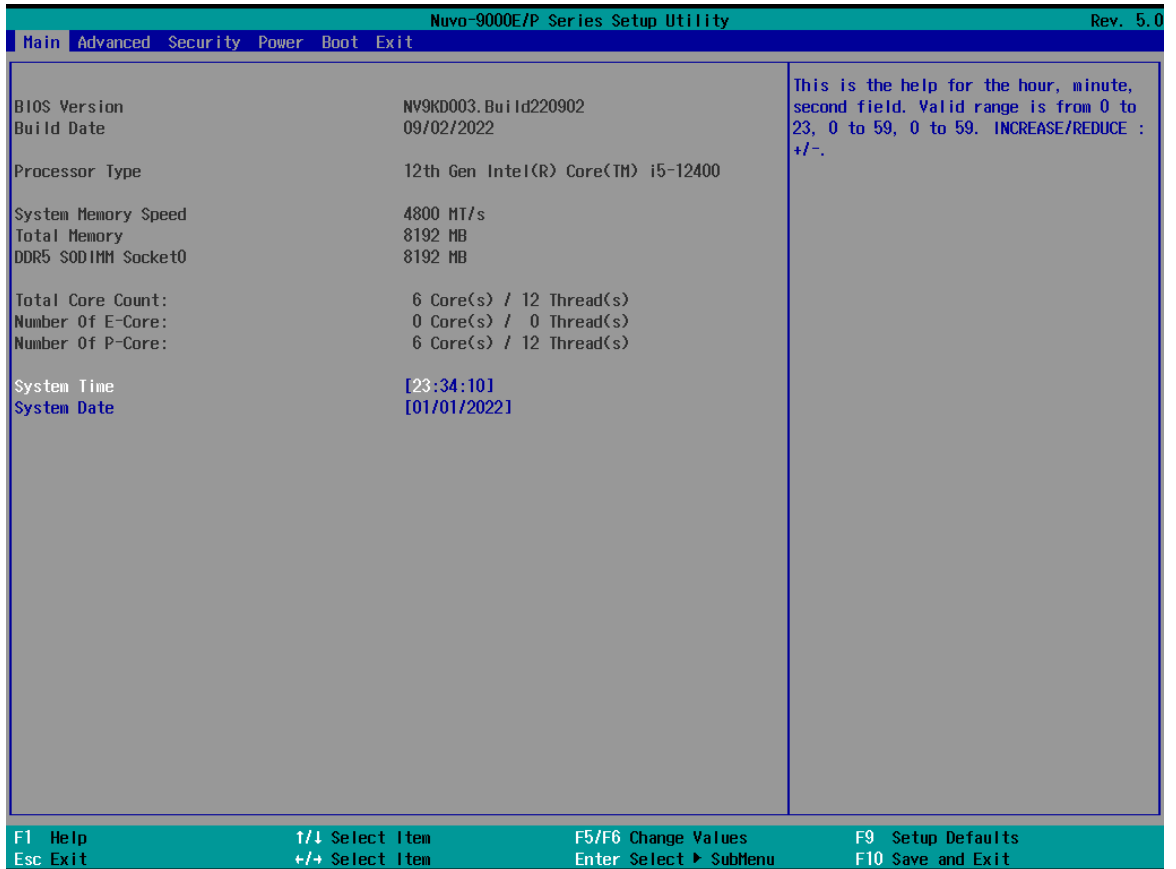 Nuvo-9000E/P Series Setup Utility Rev. 5.0
Main Advanced Security Power Boot Exit
BIOS Version NV9KD003.Build220902
Build Date 09/02/2022
Processor Type 12th Gen Intel(R) Core(TM) i5-12400
System Memory Speed 4800 MT/s
Total Memory 8192 MB
DDR5 SODIMM Socket0 8192 MB
Total Core Count: 6 Core(s) / 12 Thread(s)
Number Of E-Core: 0 Core(s) / 0 Thread(s)
Number Of P-Core: 6 Core(s) / 12 Thread(s)
System Time [23:34:10]
System Date [01/01/2022]
This is the help for the hour, minute,
second field. Valid range is from 0 to
23, 0 to 59, 0 to 59. INCREASE/REDUCE :
+/-.
F1 Help ↑/↓ Select Item F5/F6 Change Values F9 Setup Defaults
Esc Exit ←/→ Select Item Enter Select ▶ SubMenu F10 Save and Exit